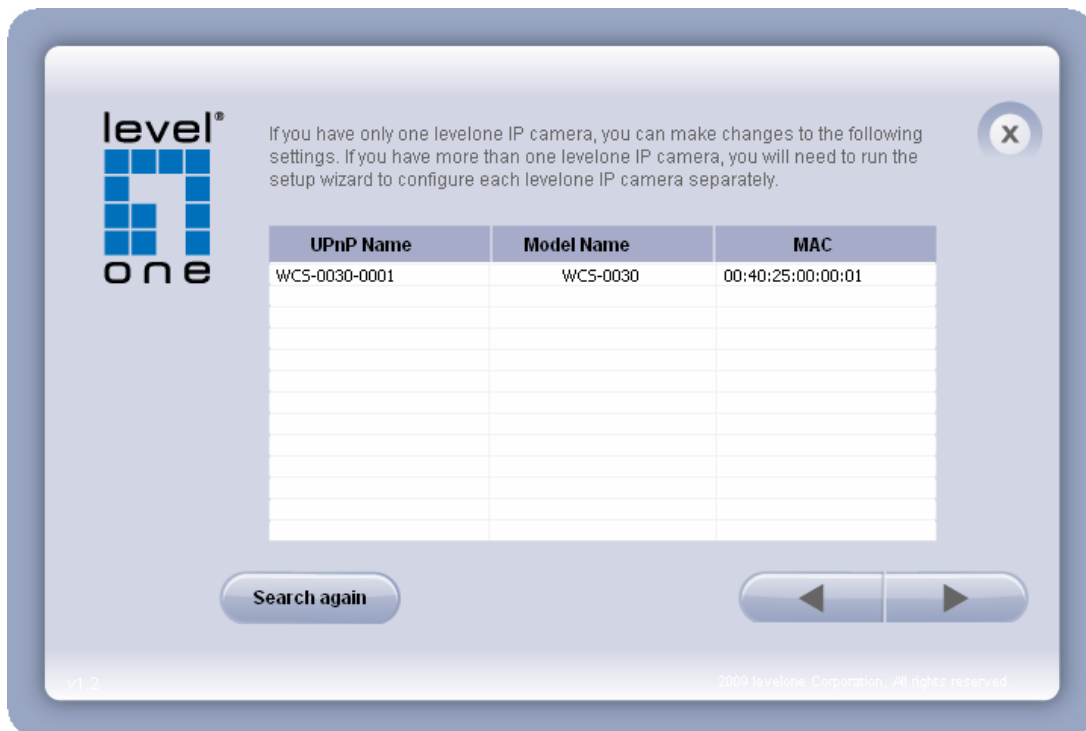 level®
one
If you have only one levelone IP camera, you can make changes to the following
settings. If you have more than one levelone IP camera, you will need to run the
setup wizard to configure each levelone IP camera separately.
X
UPnP Name Model Name MAC
WCS-0030-0001 WCS-0030 00:40:25:00:00:01
Search again
v1.2
2009 levelone Corporation, All rights reserved.